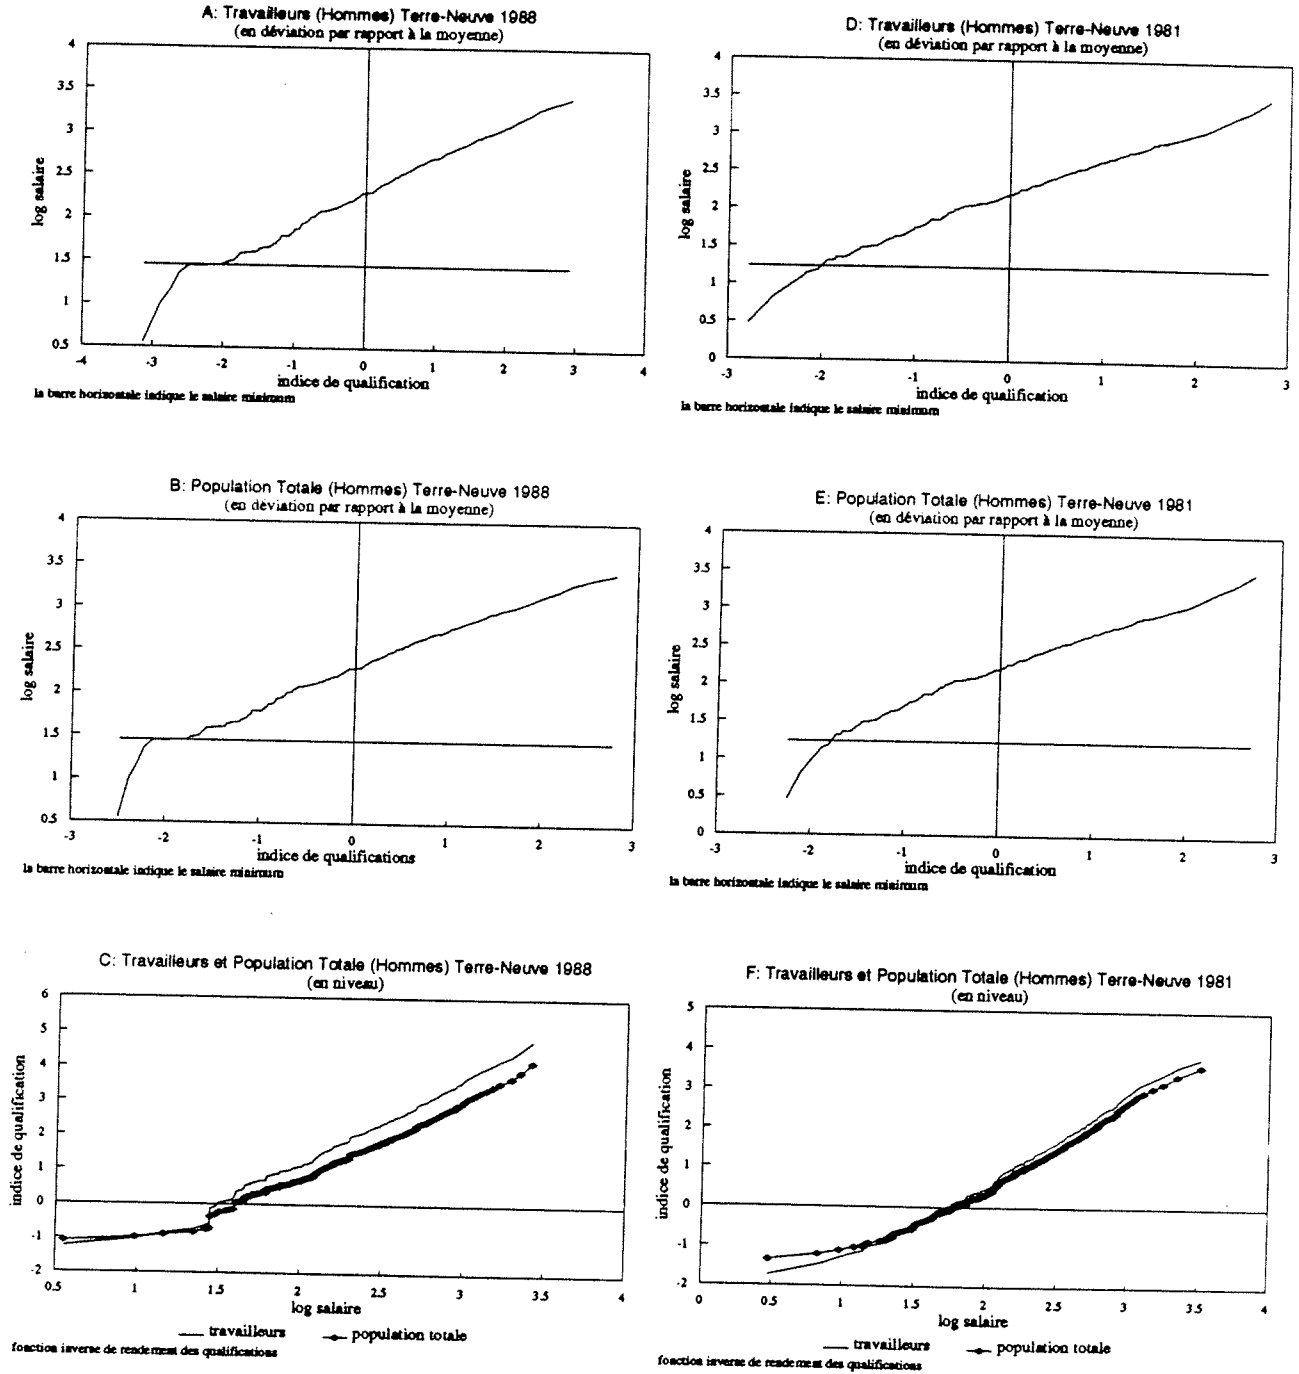 A: Travailleurs (Hommes) Terre-Neuve 1988
(en déviation par rapport à la moyenne)
4
3.5
3
2.5
2
1.5
1
0.5
log salaire
-4 -3 -2 -1 0 1 2 3 4
indice de qualification
la barre horizontale indique le salaire minimum
D: Travailleurs (Hommes) Terre-Neuve 1981
(en déviation par rapport à la moyenne)
4
3.5
3
2.5
2
1.5
1
0.5
0
log salaire
-3 -2 -1 0 1 2 3
indice de qualification
la barre horizontale indique le salaire minimum
B: Population Totale (Hommes) Terre-Neuve 1988
(en déviation par rapport à la moyenne)
4
3.5
3
2.5
2
1.5
1
0.5
log salaire
-3 -2 -1 0 1 2 3
indice de qualifications
la barre horizontale indique le salaire minimum
E: Population Totale (Hommes) Terre-Neuve 1981
(en déviation par rapport à la moyenne)
4
3.5
3
2.5
2
1.5
1
0.5
0
log salaire
-3 -2 -1 0 1 2 3
indice de qualification
la barre horizontale indique le salaire minimum
C: Travailleurs et Population Totale (Hommes) Terre-Neuve 1988
(en niveau)
6
5
4
3
2
1
0
-1
-2
indice de qualification
0.5 1 1.5 2 2.5 3 3.5 4
log salaire
travailleurs population totale
fonction inverse de rendement des qualifications
F: Travailleurs et Population Totale (Hommes) Terre-Neuve 1981
(en niveau)
5
4
3
2
1
0
-1
-2
indice de qualification
0 0.5 1 1.5 2 2.5 3 3.5 4
log salaire
travailleurs population totale
fonction inverse de rendement des qualifications